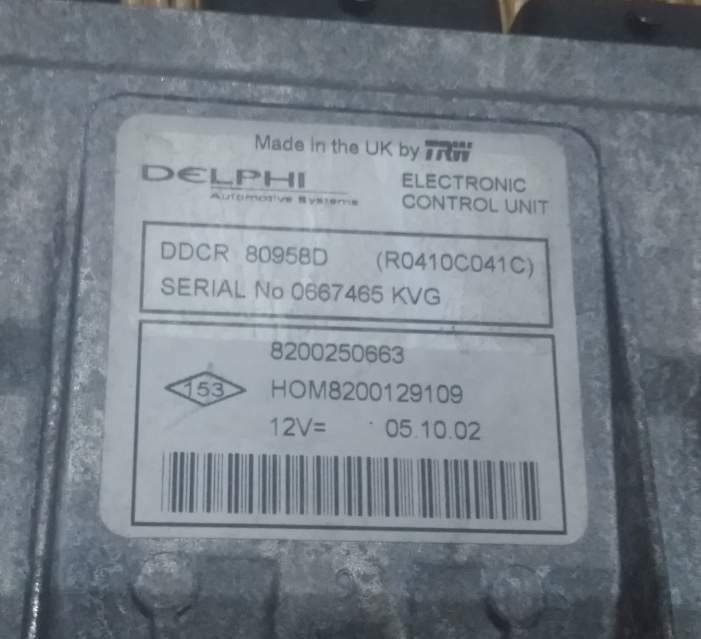 Made in the UK by TRW
DELPHI
Automotive Systems
ELECTRONIC
CONTROL UNIT
DDCR 80958D (R0410C041C)
SERIAL No 0667465 KVG
8200250663
153
HOM8200129109
12V= 05.10.02